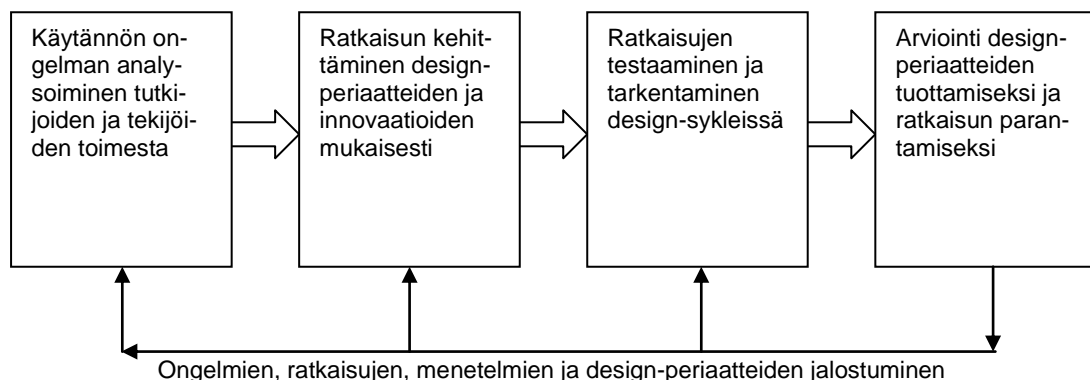 Käytännön on-
gelman analy-
soiminen tutki-
joiden ja tekijöi-
den toimesta
Ratkaisun kehit-
täminen design-
periaatteiden ja
innovaatioiden
mukaisesti
Ratkaisujen
testaaminen ja
tarkentaminen
design-sykleissä
Arviointi design-
periaatteiden
tuottamiseksi ja
ratkaisun paran-
tamiseksi
Ongelmien, ratkaisujen, menetelmien ja design-periaatteiden jalostuminen